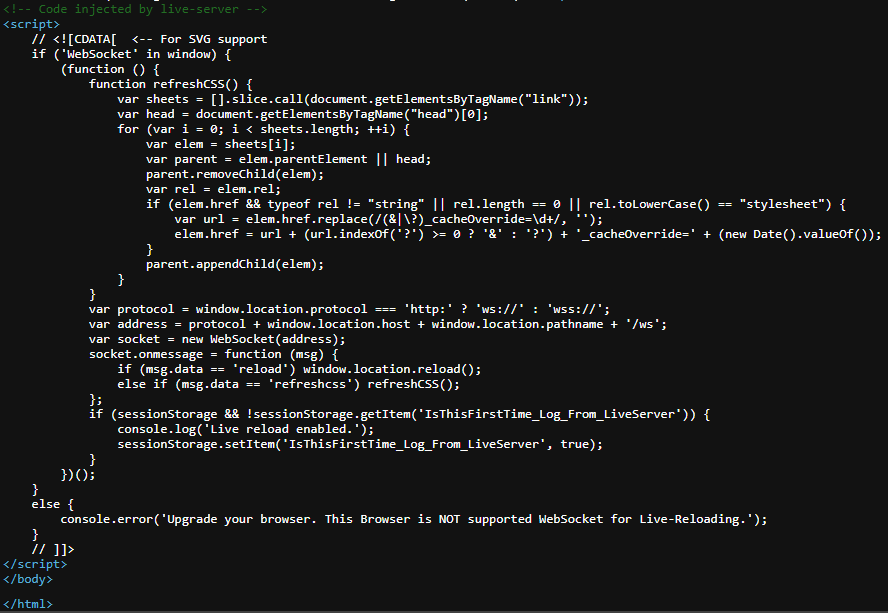 <!-- Code injected by live-server -->
<script>
    // <![CDATA[  <-- For SVG support
    if ('WebSocket' in window) {
        (function () {
            function refreshCSS() {
                var sheets = [].slice.call(document.getElementsByTagName("link"));
                var head = document.getElementsByTagName("head")[0];
                for (var i = 0; i < sheets.length; ++i) {
                    var elem = sheets[i];
                    var parent = elem.parentElement || head;
                    parent.removeChild(elem);
                    var rel = elem.rel;
                    if (elem.href && typeof rel != "string" || rel.length == 0 || rel.toLowerCase() == "stylesheet") {
                        var url = elem.href.replace(/(&|\?)_cacheOverride=\d+/, '');
                        elem.href = url + (url.indexOf('?') >= 0 ? '&' : '?') + '_cacheOverride=' + (new Date().valueOf());
                    }
                    parent.appendChild(elem);
                }
            }
            var protocol = window.location.protocol === 'http:' ? 'ws://' : 'wss://';
            var address = protocol + window.location.host + window.location.pathname + '/ws';
            var socket = new WebSocket(address);
            socket.onmessage = function (msg) {
                if (msg.data == 'reload') window.location.reload();
                else if (msg.data == 'refreshcss') refreshCSS();
            };
            if (sessionStorage && !sessionStorage.getItem('IsThisFirstTime_Log_From_LiveServer')) {
                console.log('Live reload enabled.');
                sessionStorage.setItem('IsThisFirstTime_Log_From_LiveServer', true);
            }
        })();
    }
    else {
        console.error('Upgrade your browser. This Browser is NOT supported WebSocket for Live-Reloading.');
    }
    // ]]>
</script>
</body>
</html>